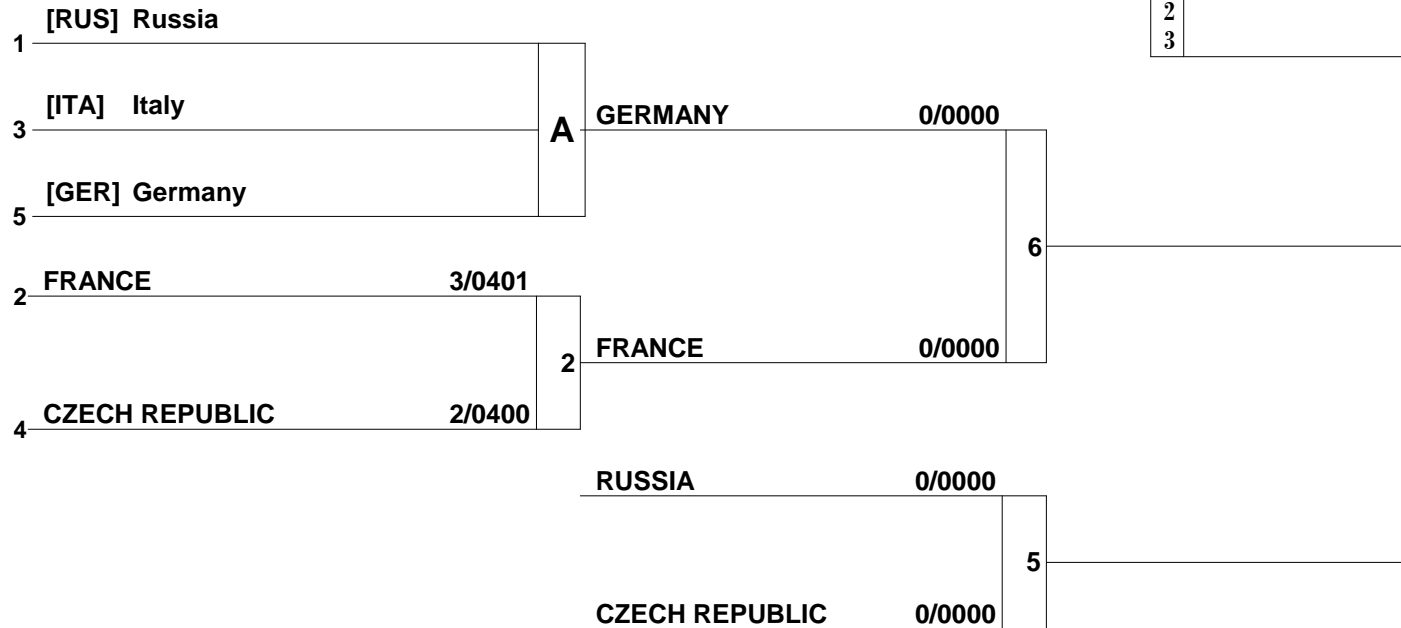 2
3
[RUS] Russia
1
[ITA] Italy
3
A
GERMANY 0/0000
[GER] Germany
5
6
FRANCE 3/0401
2
2
FRANCE 0/0000
CZECH REPUBLIC 2/0400
4
RUSSIA 0/0000
5
CZECH REPUBLIC 0/0000